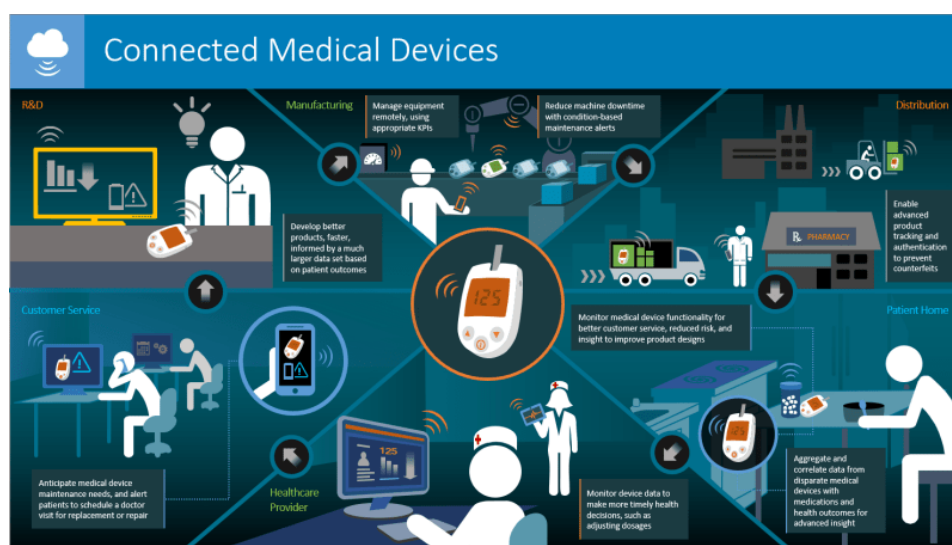 Connected Medical Devices
R&D
Manufacturing
Manage equipment
remotely, using
appropriate KPIs
Reduce machine downtime
with condition-based
maintenance alerts
Distribution
Develop better
products, faster,
informed by a much
larger data set based
on patient outcomes
Rx PHARMACY
Enable
advanced
product
tracking and
authentication
to prevent
counterfeits
125
Customer Service
Monitor medical device functionality for
better customer service, reduced risk, and
insight to improve product designs
Patient Home
125
125
Anticipate medical device
maintenance needs, and alert
patients to schedule a doctor
visit for replacement or repair
Healthcare
Provider
Monitor device data to
make more timely health
decisions, such as
adjusting dosages
Aggregate and
correlate data from
disparate medical
devices with
medications and
health outcomes for
advanced insight